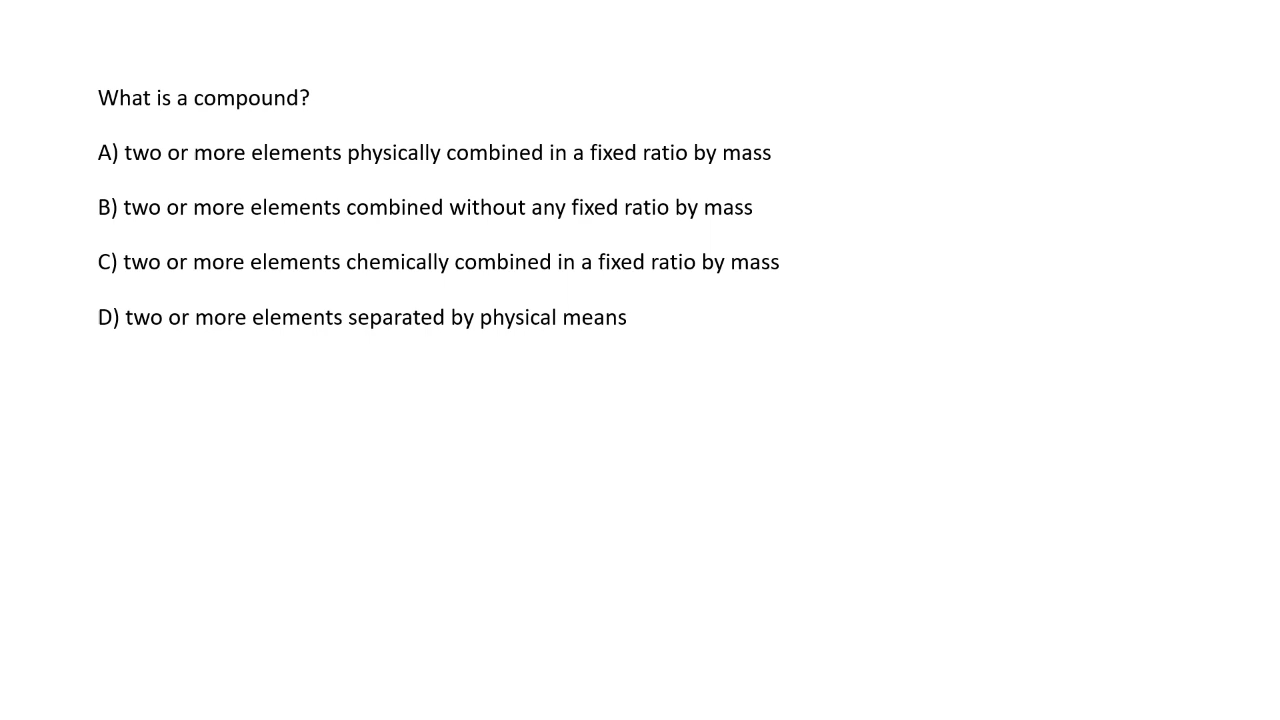 What is a compound?
A) two or more elements physically combined in a fixed ratio by mass
B) two or more elements combined without any fixed ratio by mass
C) two or more elements chemically combined in a fixed ratio by mass
D) two or more elements separated by physical means